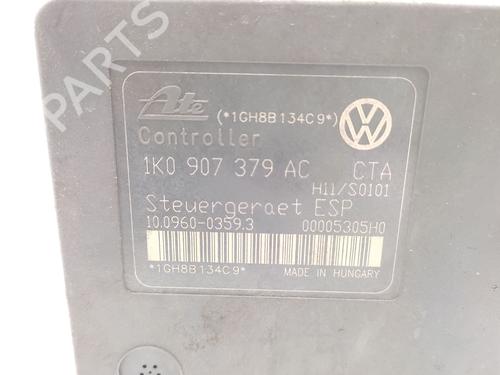 PARTS
Ate (*1GH8B134C9*)
Controller
1K0 907 379 AC CTA
H11/S0101
Steuergeraet ESP
10.0960-0359.3 00005305H0
*1GH8B134C9* MADE IN HUNGARY